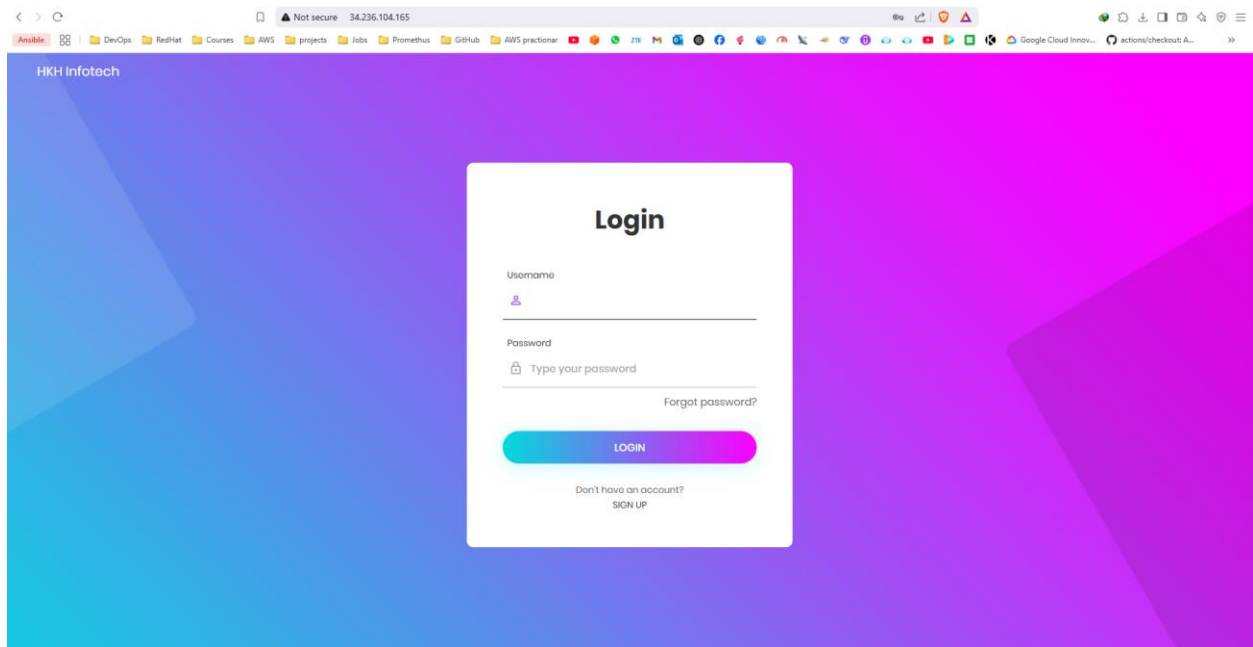 Not secure 34.236.104.165
Ansible DevOps RedHat Courses AWS projects Jobs Promethus GitHub AWS practionar ZTE Google Cloud Innov... actions/checkout: A... »
HKH Infotech
Login
Username
Password
Type your password
Forgot password?
LOGIN
Don't have an account?
SIGN UP